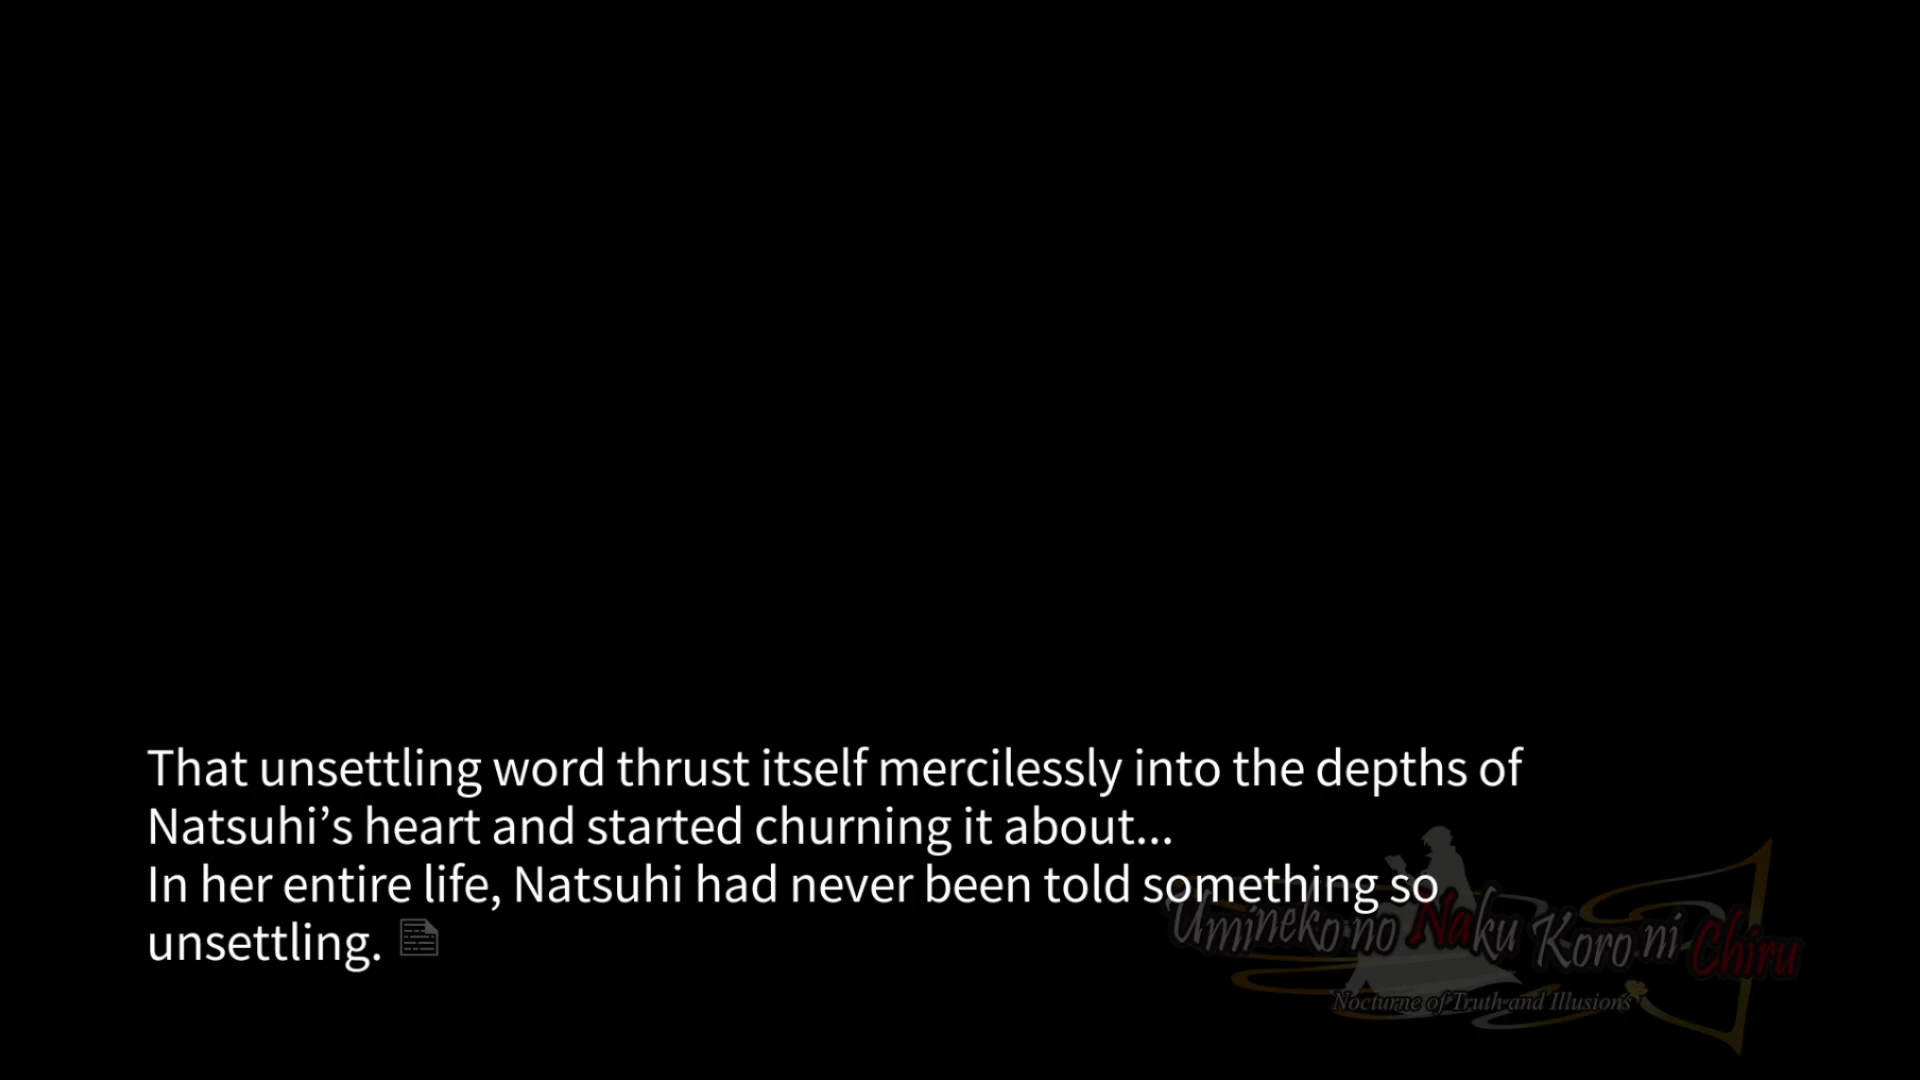 That unsettling word thrust itself mercilessly into the depths of
Natsuhi’s heart and started churning it about...
In her entire life, Natsuhi had never been told something so
unsettling.
Umineko no Naku Koro ni Chiru
Nocturne of Truth and Illusions